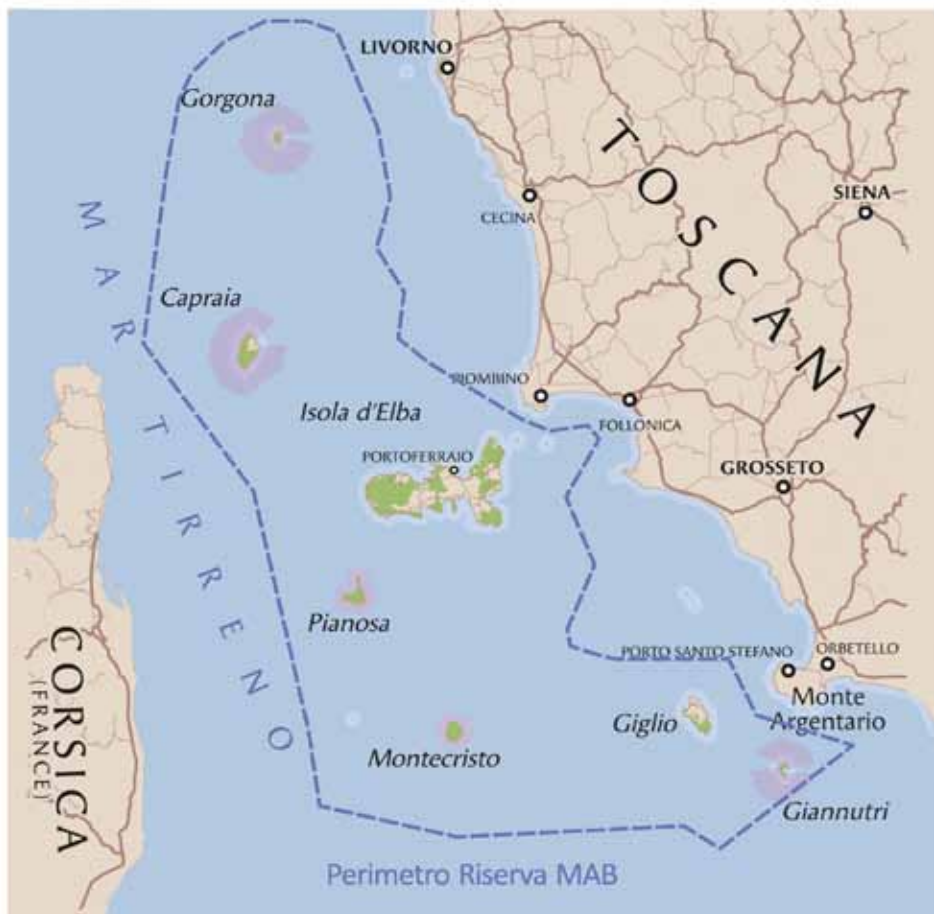 LIVORNO
Gorgona
TOSCANA
SIENA
CECINA
MAR TIRRENO
Capraia
PIOMBINO
Isola d'Elba
FOLLONICA
PORTOFERRAIO
GROSSETO
Pianosa
CORSICA
(FRANCE)
PORTO SANTO STEFANO
ORBETELLO
Giglio
Monte
Argentario
Montecristo
Giannutri
Perimetro Riserva MAB